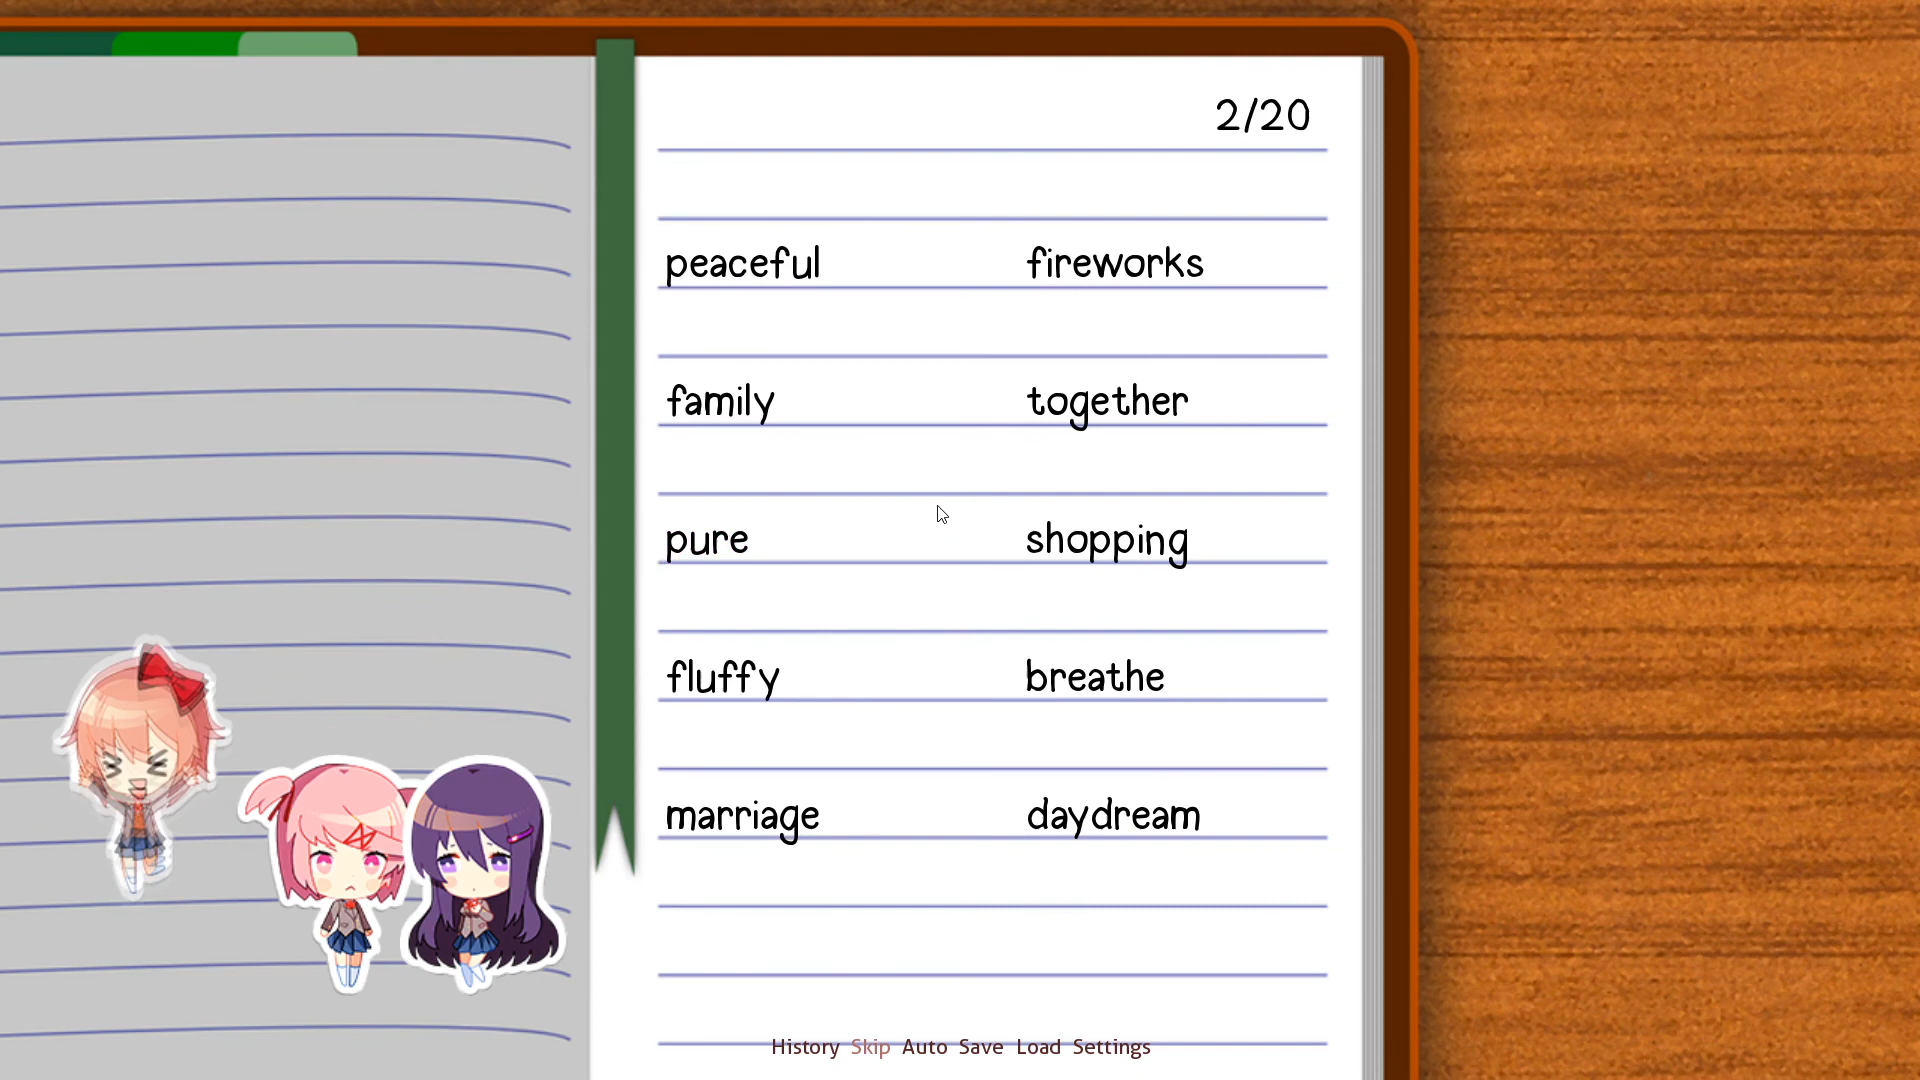 2/20
peaceful fireworks
family together
pure shopping
fluffy breathe
marriage daydream
History Skip Auto Save Load Settings